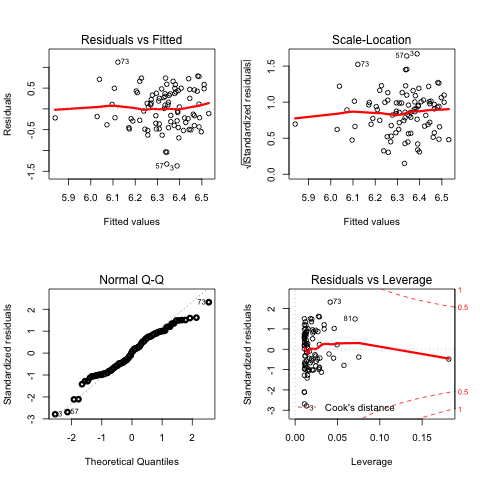 Residuals vs Fitted
Residuals
0.5
-0.5
-1.5
73
57
3
5.9 6.0 6.1 6.2 6.3 6.4 6.5
Fitted values
Scale-Location
√|Standardized residuals|
1.5
1.0
0.5
0.0
57
3
73
5.9 6.0 6.1 6.2 6.3 6.4 6.5
Fitted values
Normal Q-Q
Standardized residuals
2
1
0
-1
-2
-3
73
57
3
-2 -1 0 1 2
Theoretical Quantiles
Residuals vs Leverage
Standardized residuals
2
1
0
-1
-2
-3
73
81
3
1
0.5
0.5
1
Cook's distance
0.00 0.05 0.10 0.15
Leverage